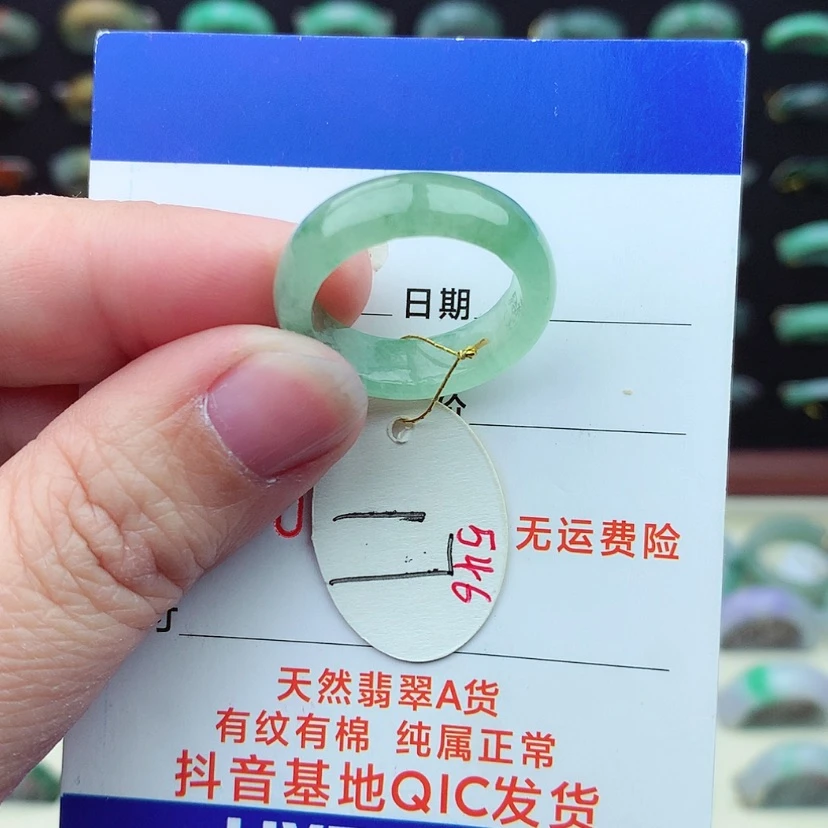 日期
价
无运费险
546
天然翡翠A货
有纹有棉 纯属正常
抖音基地QIC发货